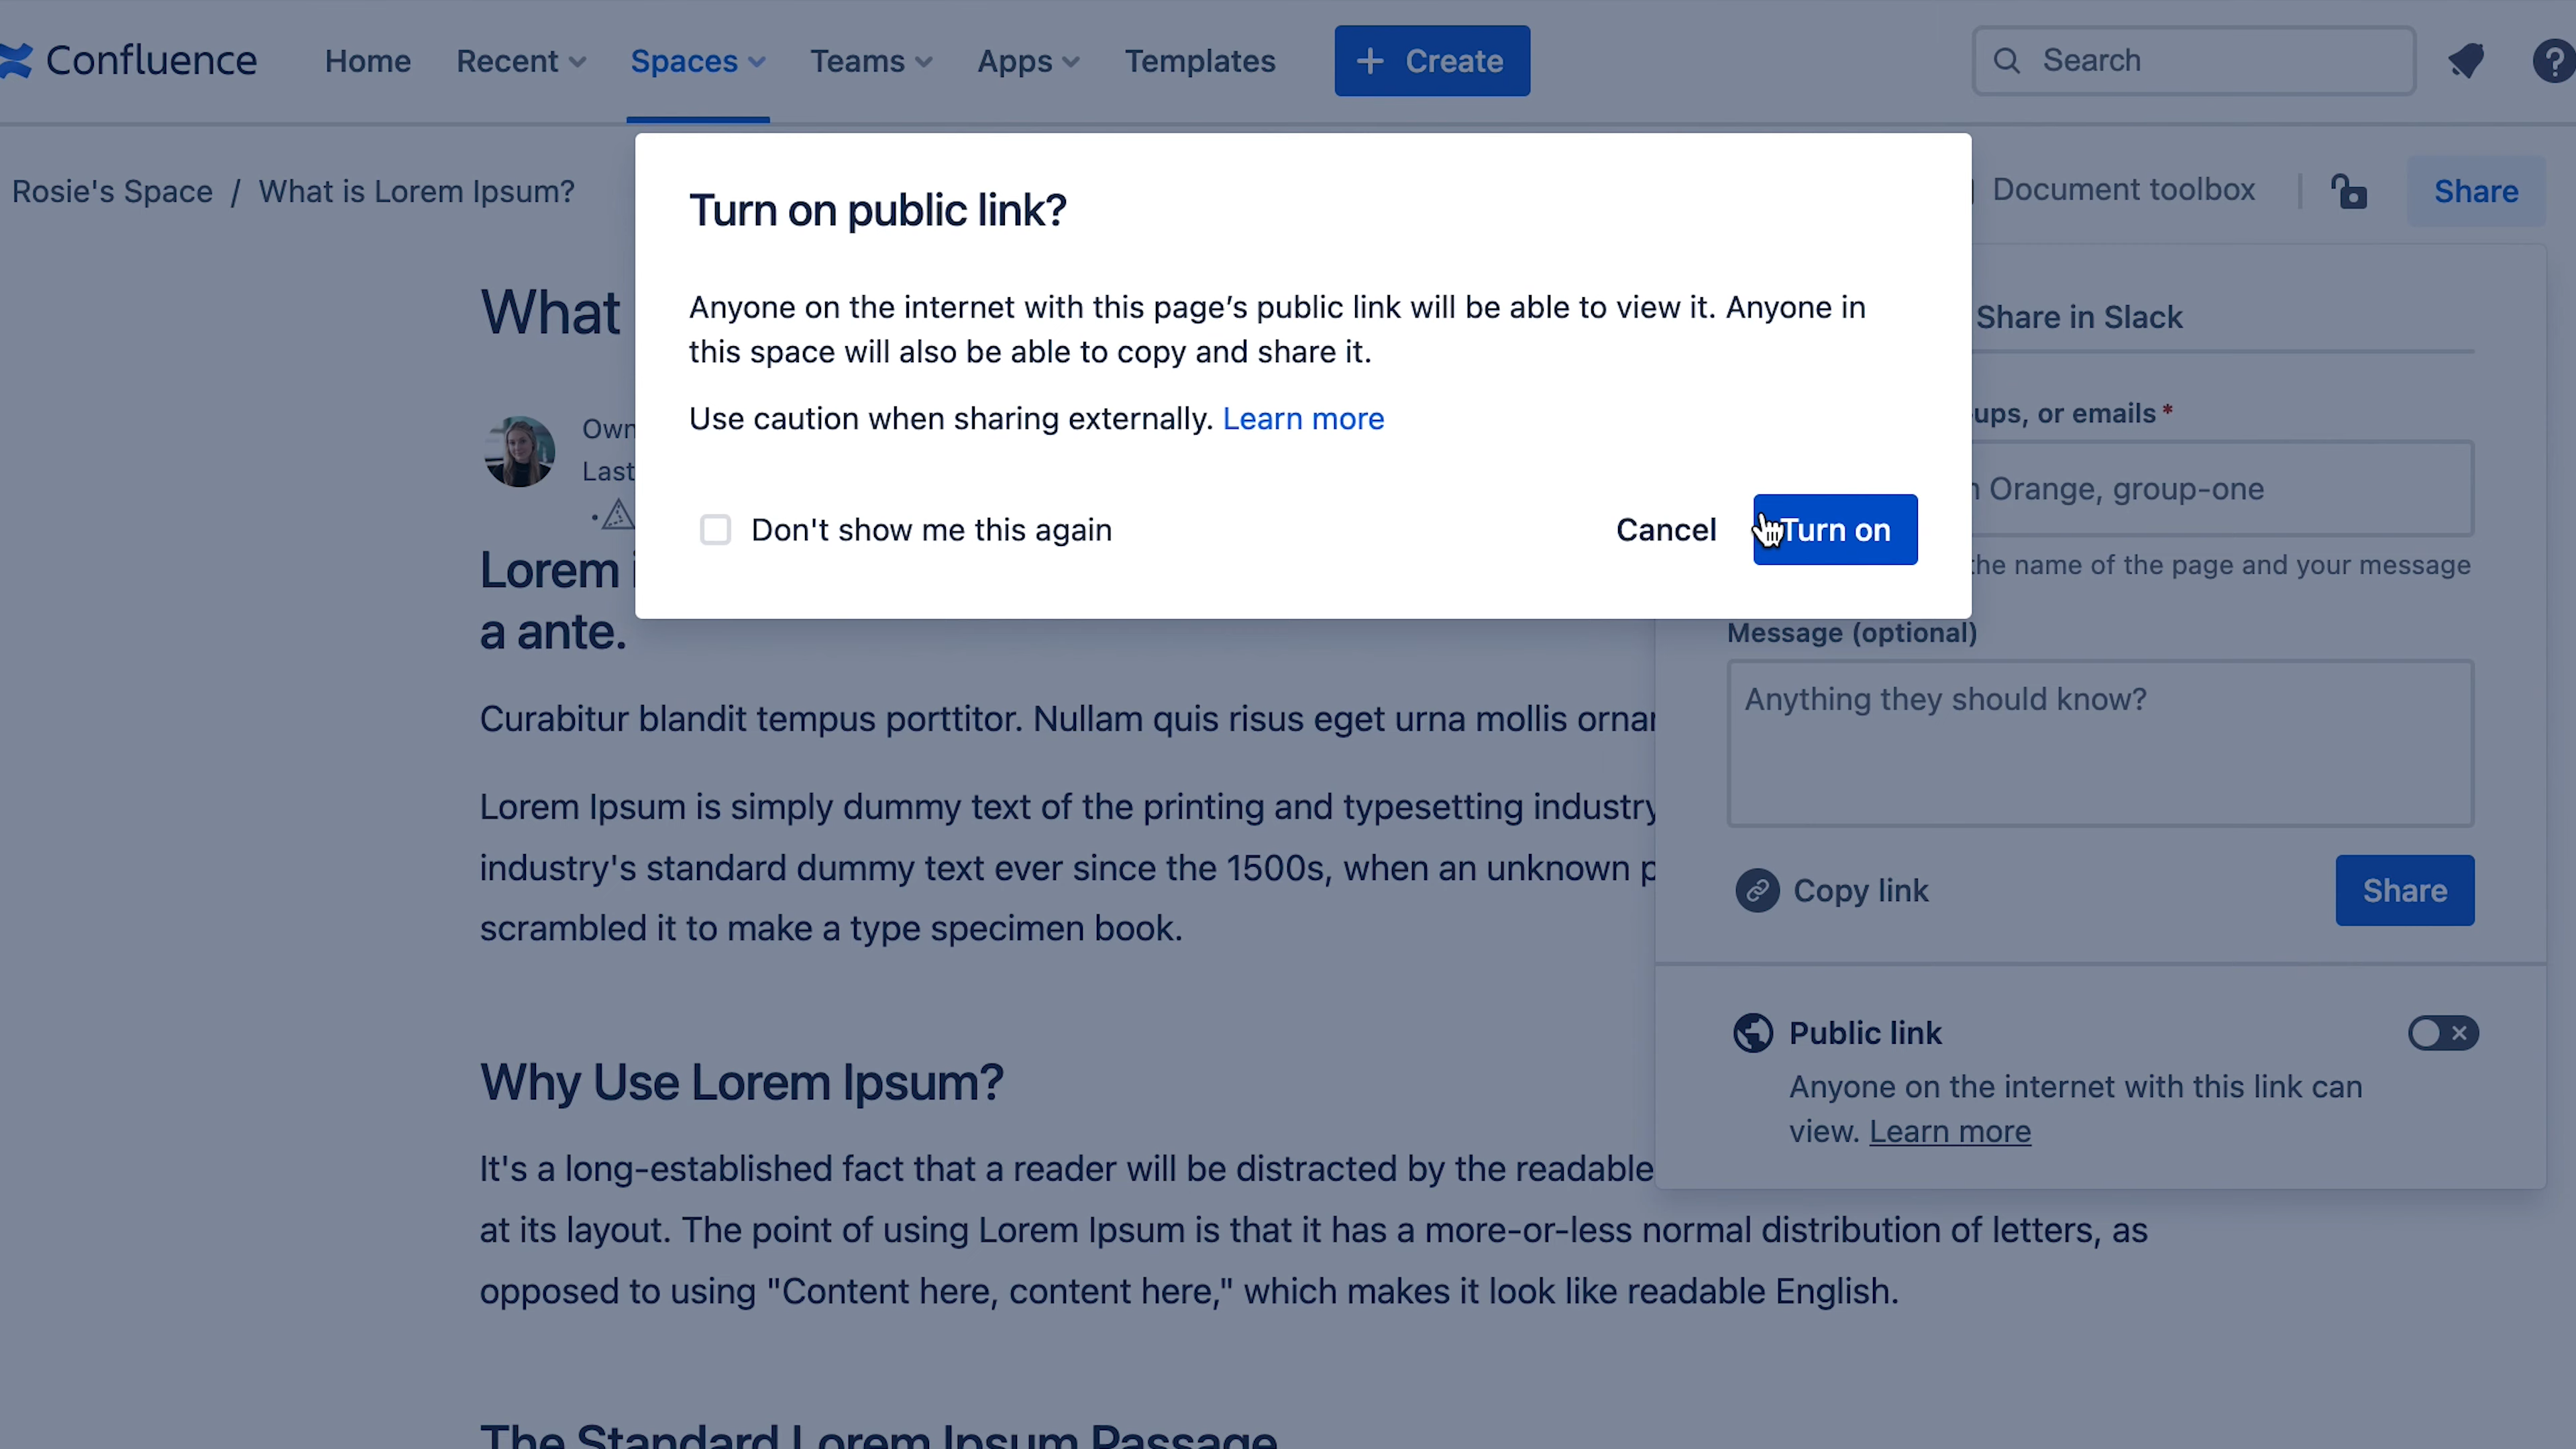 Confluence Home Recent Spaces Teams Apps Templates + Create Search ?
Rosie's Space / What is Lorem Ipsum?
Document toolbox Share
Turn on public link?
Anyone on the internet with this page's public link will be able to view it. Anyone in
this space will also be able to copy and share it.
Use caution when sharing externally. Learn more
Don't show me this again
Cancel Turn on
What
Own
Last
Lorem i
a ante.
Curabitur blandit tempus porttitor. Nullam quis risus eget urna mollis ornar
Lorem Ipsum is simply dummy text of the printing and typesetting industry
industry's standard dummy text ever since the 1500s, when an unknown p
scrambled it to make a type specimen book.
Why Use Lorem Ipsum?
It's a long-established fact that a reader will be distracted by the readable
at its layout. The point of using Lorem Ipsum is that it has a more-or-less normal distribution of letters, as
opposed to using "Content here, content here," which makes it look like readable English.
The Standard Lorem Ipsum Passage
Share in Slack
ups, or emails *
Orange, group-one
the name of the page and your message
Message (optional)
Anything they should know?
Copy link
Share
Public link
Anyone on the internet with this link can
view. Learn more